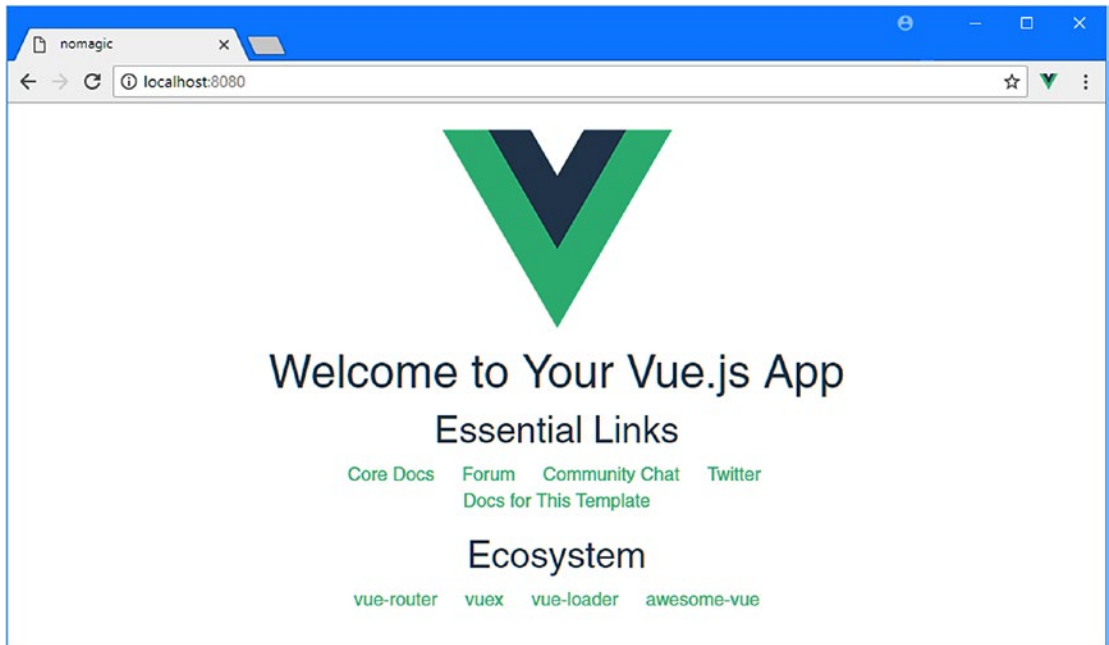 nomagic
localhost:8080
Welcome to Your Vue.js App
Essential Links
Core Docs Forum Community Chat Twitter
Docs for This Template
Ecosystem
vue-router vuex vue-loader awesome-vue